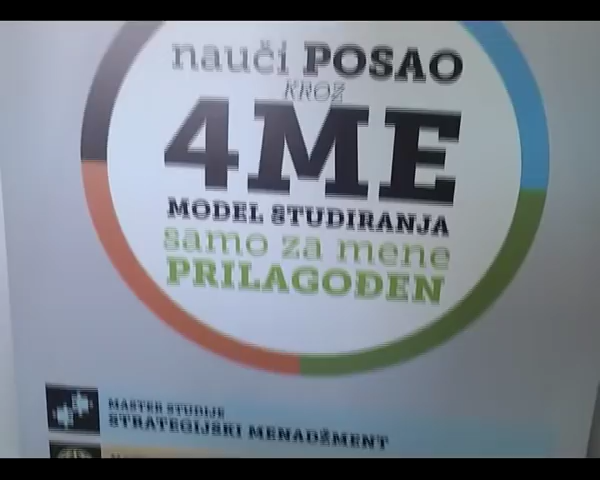 nauči POSAO
KROZ
4ME
MODEL STUDIRANJA
samo za mene
PRILAGOĐEN
MASTER STUDIJE
STRATEGIJSKI MENADŽMENT